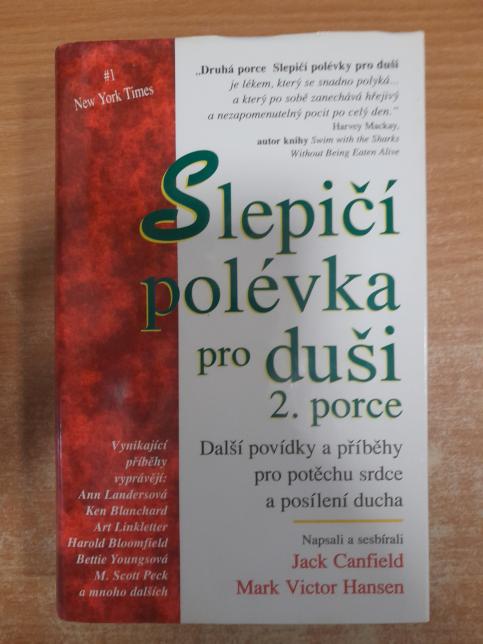 #1
New York Times
„Druhá porce Slepičí polévky pro duši
je lékem, který se snadno polyká...
a který po sobě zanechává hřejivý
a nezapomenutelný pocit po celý den."
Harvey Mackay,
autor knihy Swim with the Sharks
Without Being Eaten Alive
Slepičí
polévka
pro duši
2. porce
Další povídky a příběhy
pro potěchu srdce
a posílení ducha
Vynikající
příběhy
vyprávějí:
Ann Landersová
Ken Blanchard
Art Linkletter
Harold Bloomfield
Bettie Youngsová
M. Scott Peck
a mnoho dalších
Napsali a sesbírali
Jack Canfield
Mark Victor Hansen